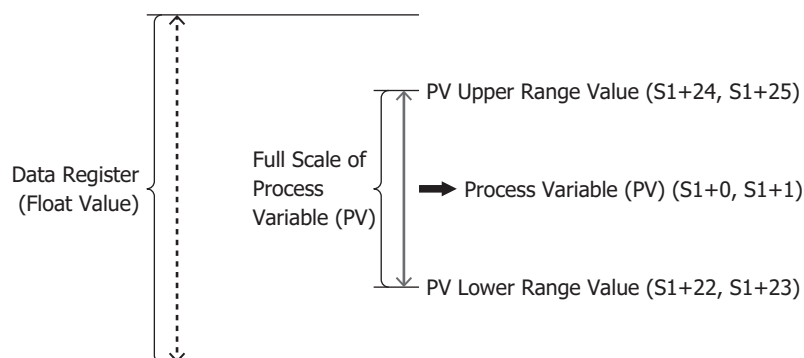 PV Upper Range Value (S1+24, S1+25)
Data Register
(Float Value)
Full Scale of
Process
Variable (PV)
Process Variable (PV) (S1+0, S1+1)
PV Lower Range Value (S1+22, S1+23)